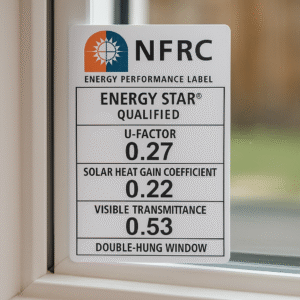 NFRC
ENERGY PERFORMANCE LABEL
ENERGY STAR®
QUALIFIED
U-FACTOR
0.27
SOLAR HEAT GAIN COEFFICIENT
0.22
VISIBLE TRANSMITTANCE
0.53
DOUBLE-HUNG WINDOW